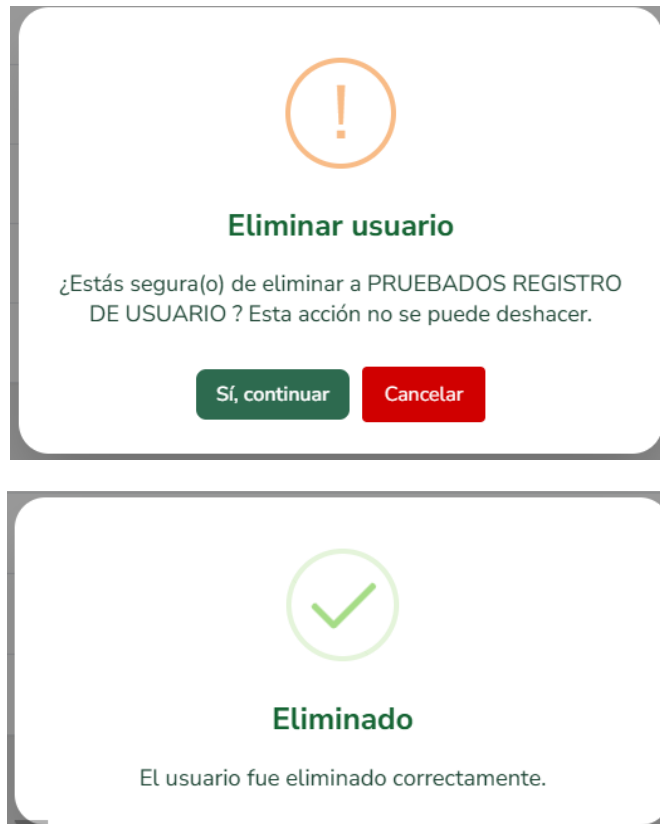 !
Eliminar usuario
¿Estás segura(o) de eliminar a PRUEBADOS REGISTRO
DE USUARIO ? Esta acción no se puede deshacer.
Sí, continuar
Cancelar
Eliminado
El usuario fue eliminado correctamente.